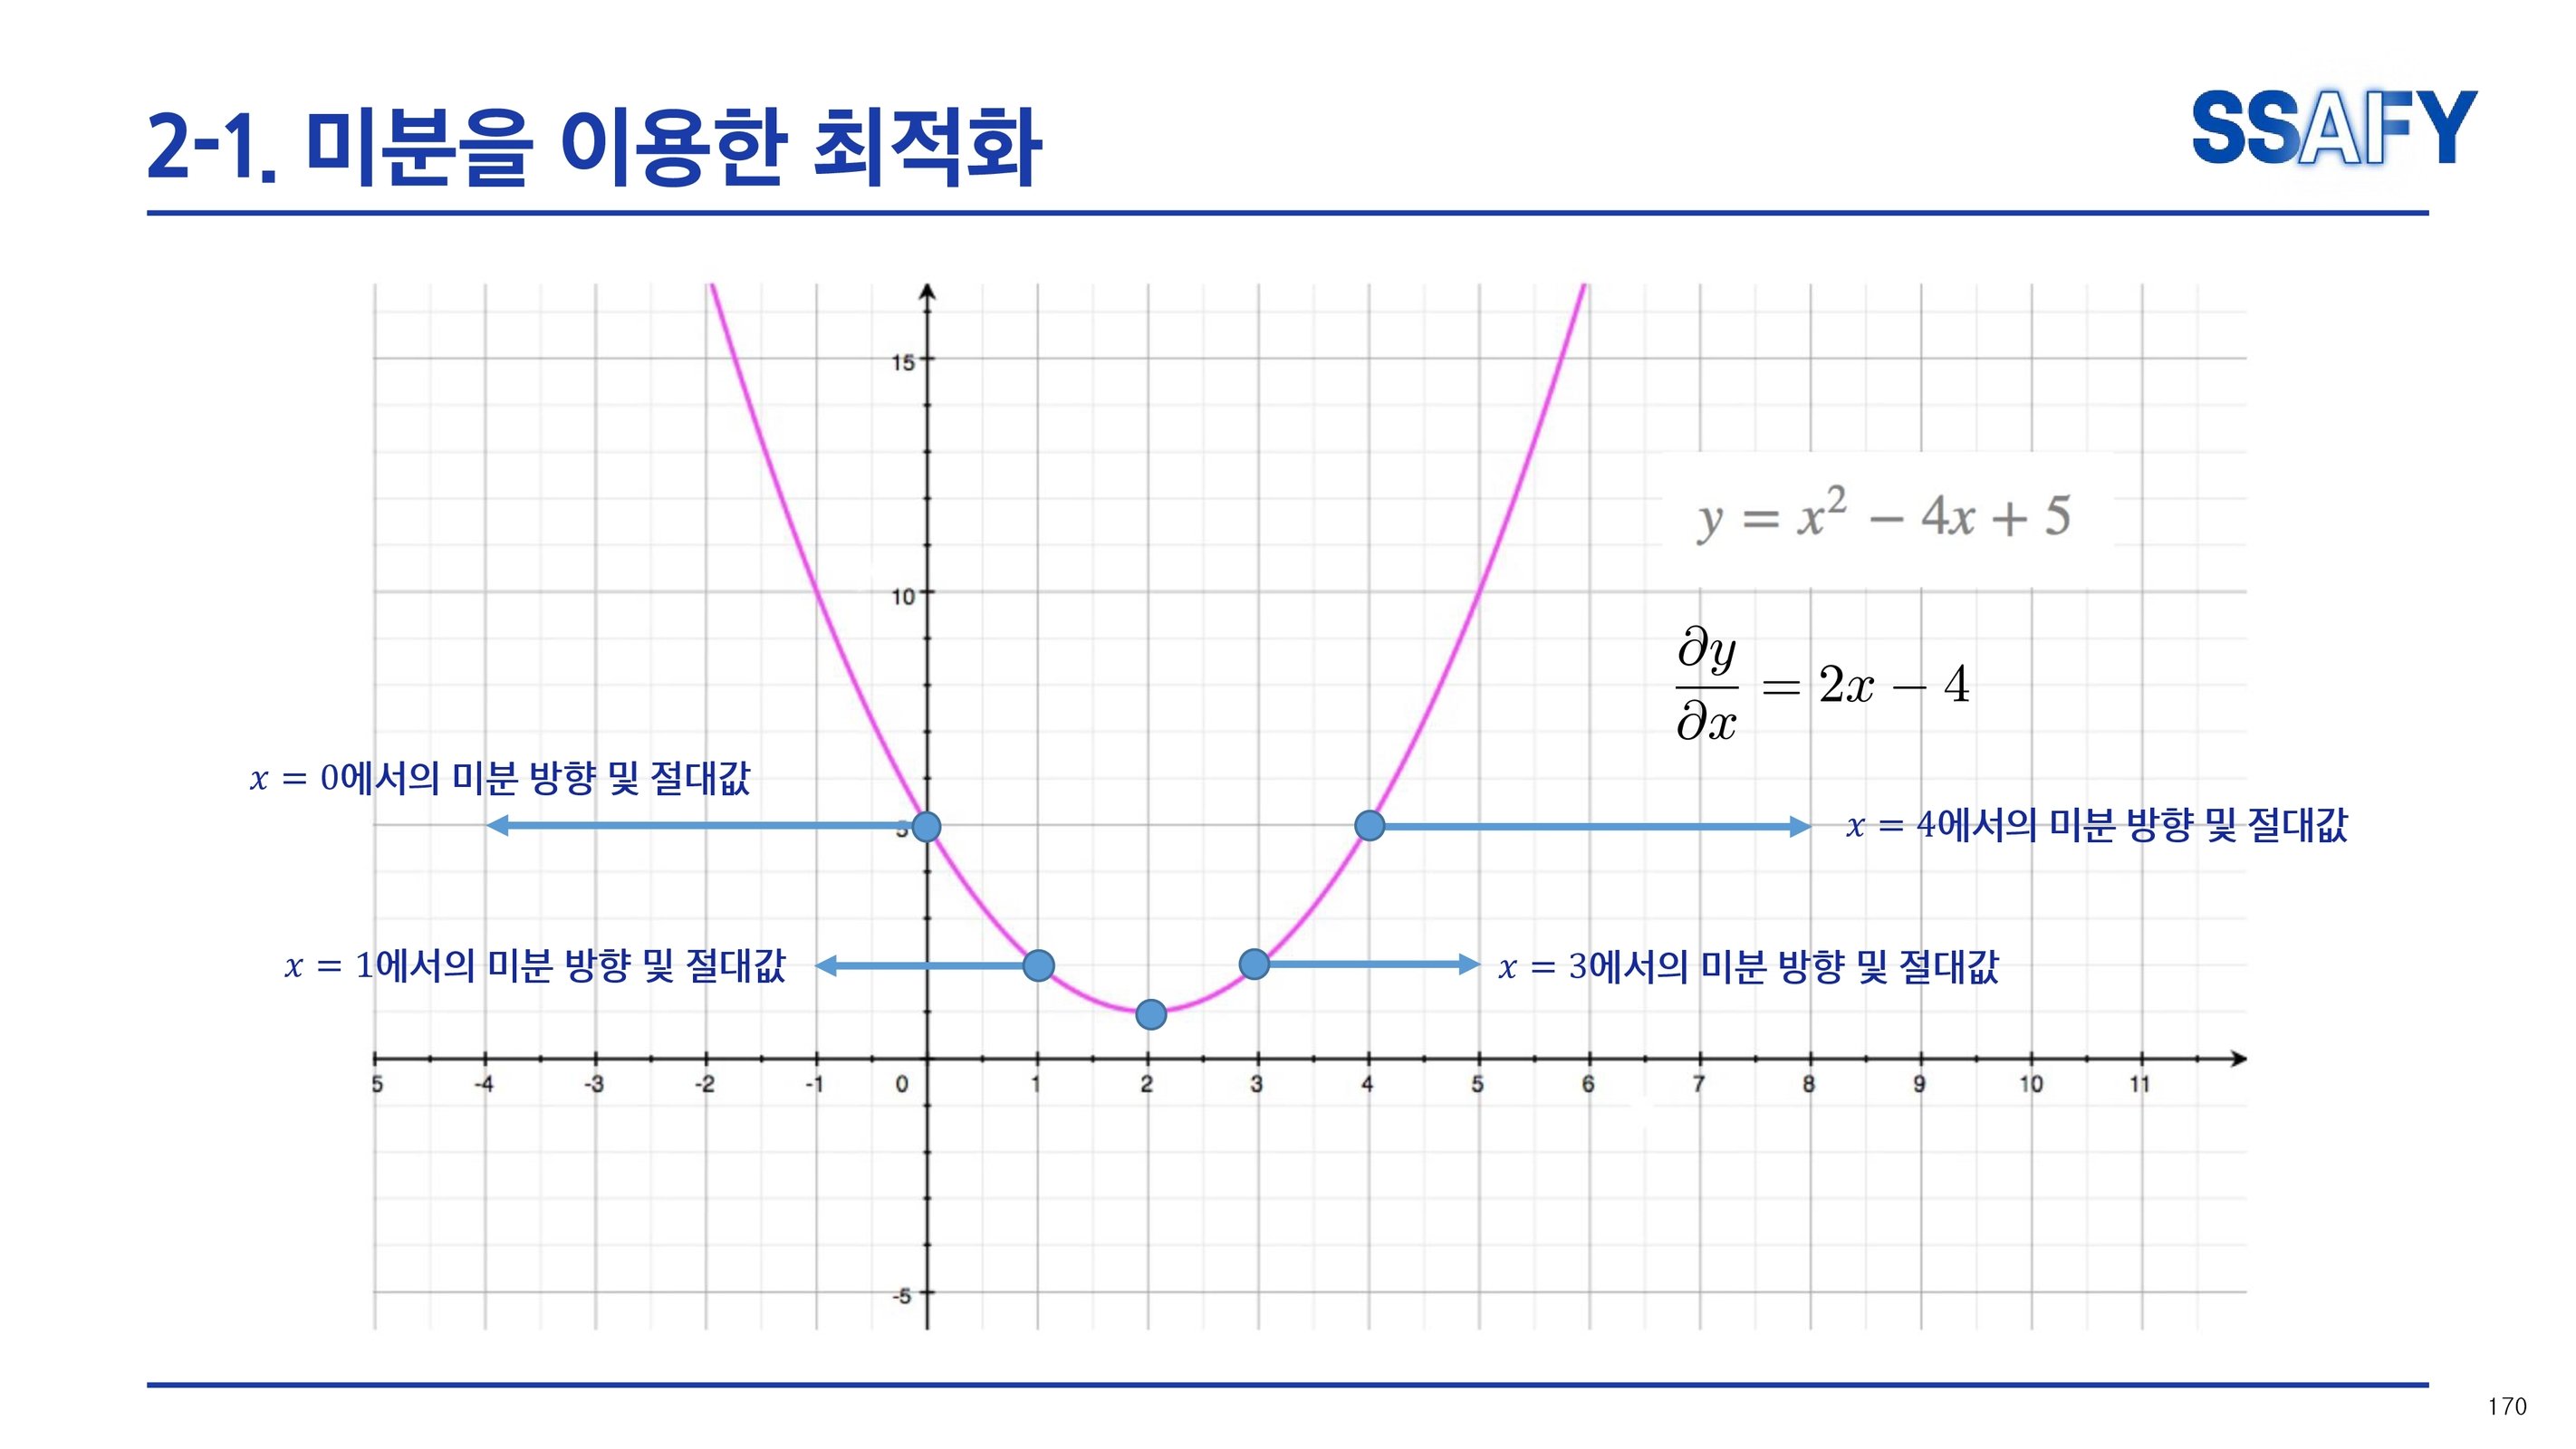 2-1. 미분을 이용한 최적화
SSAFY
15
y = x² − 4x + 5
10
∂y/∂x = 2x − 4
x = 0에서의 미분 방향 및 절대값
5
x = 4에서의 미분 방향 및 절대값
x = 1에서의 미분 방향 및 절대값
x = 3에서의 미분 방향 및 절대값
5 -4 -3 -2 -1 0 1 2 3 4 5 6 7 8 9 10 11
-5
170